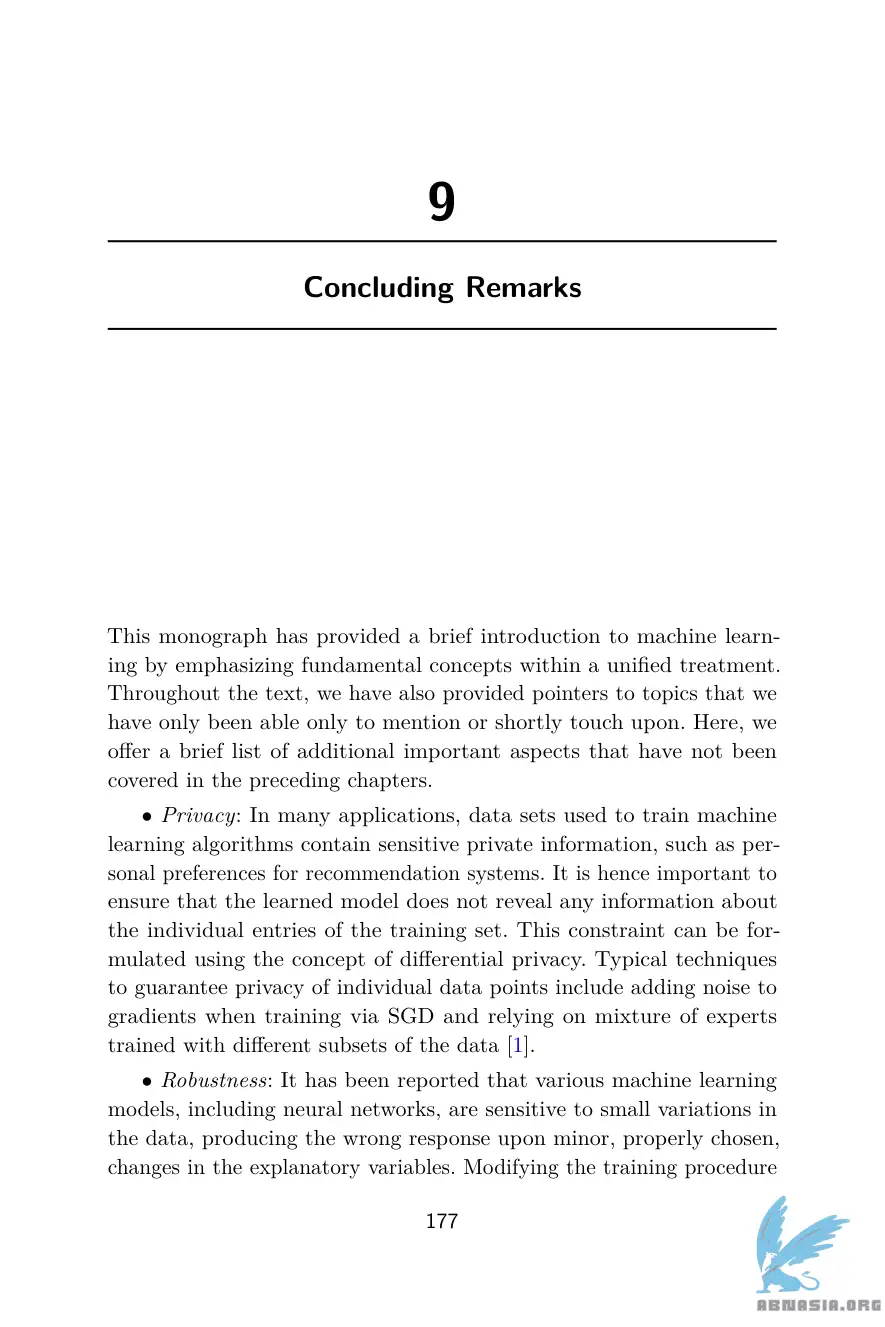 9
Concluding Remarks
This monograph has provided a brief introduction to machine learn-
ing by emphasizing fundamental concepts within a unified treatment.
Throughout the text, we have also provided pointers to topics that we
have only been able only to mention or shortly touch upon. Here, we
offer a brief list of additional important aspects that have not been
covered in the preceding chapters.
• Privacy: In many applications, data sets used to train machine
learning algorithms contain sensitive private information, such as per-
sonal preferences for recommendation systems. It is hence important to
ensure that the learned model does not reveal any information about
the individual entries of the training set. This constraint can be for-
mulated using the concept of differential privacy. Typical techniques
to guarantee privacy of individual data points include adding noise to
gradients when training via SGD and relying on mixture of experts
trained with different subsets of the data [1].
• Robustness: It has been reported that various machine learning
models, including neural networks, are sensitive to small variations in
the data, producing the wrong response upon minor, properly chosen,
changes in the explanatory variables. Modifying the training procedure
177
ABNASIA.ORG